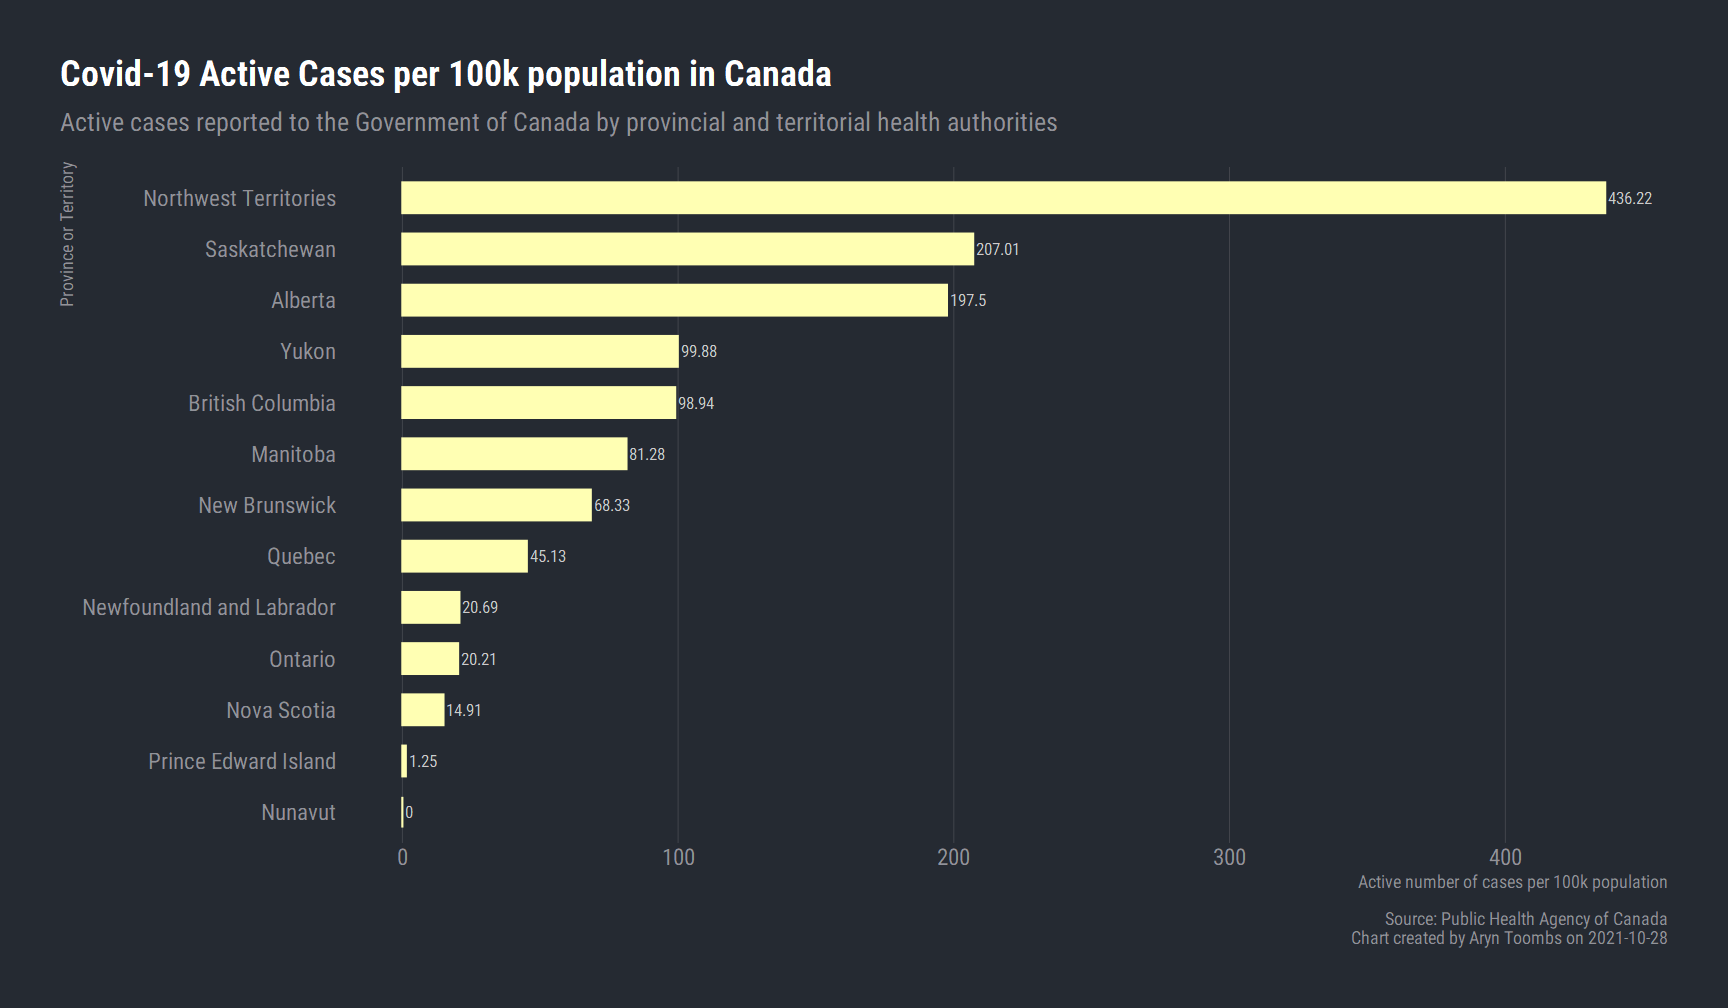 Covid-19 Active Cases per 100k population in Canada
Active cases reported to the Government of Canada by provincial and territorial health authorities
Province or Territory
Northwest Territories 436.22
Saskatchewan 207.01
Alberta 197.5
Yukon 99.88
British Columbia 98.94
Manitoba 81.28
New Brunswick 68.33
Quebec 45.13
Newfoundland and Labrador 20.69
Ontario 20.21
Nova Scotia 14.91
Prince Edward Island 1.25
Nunavut 0
0 100 200 300 400
Active number of cases per 100k population
Source: Public Health Agency of Canada
Chart created by Aryn Toombs on 2021-10-28